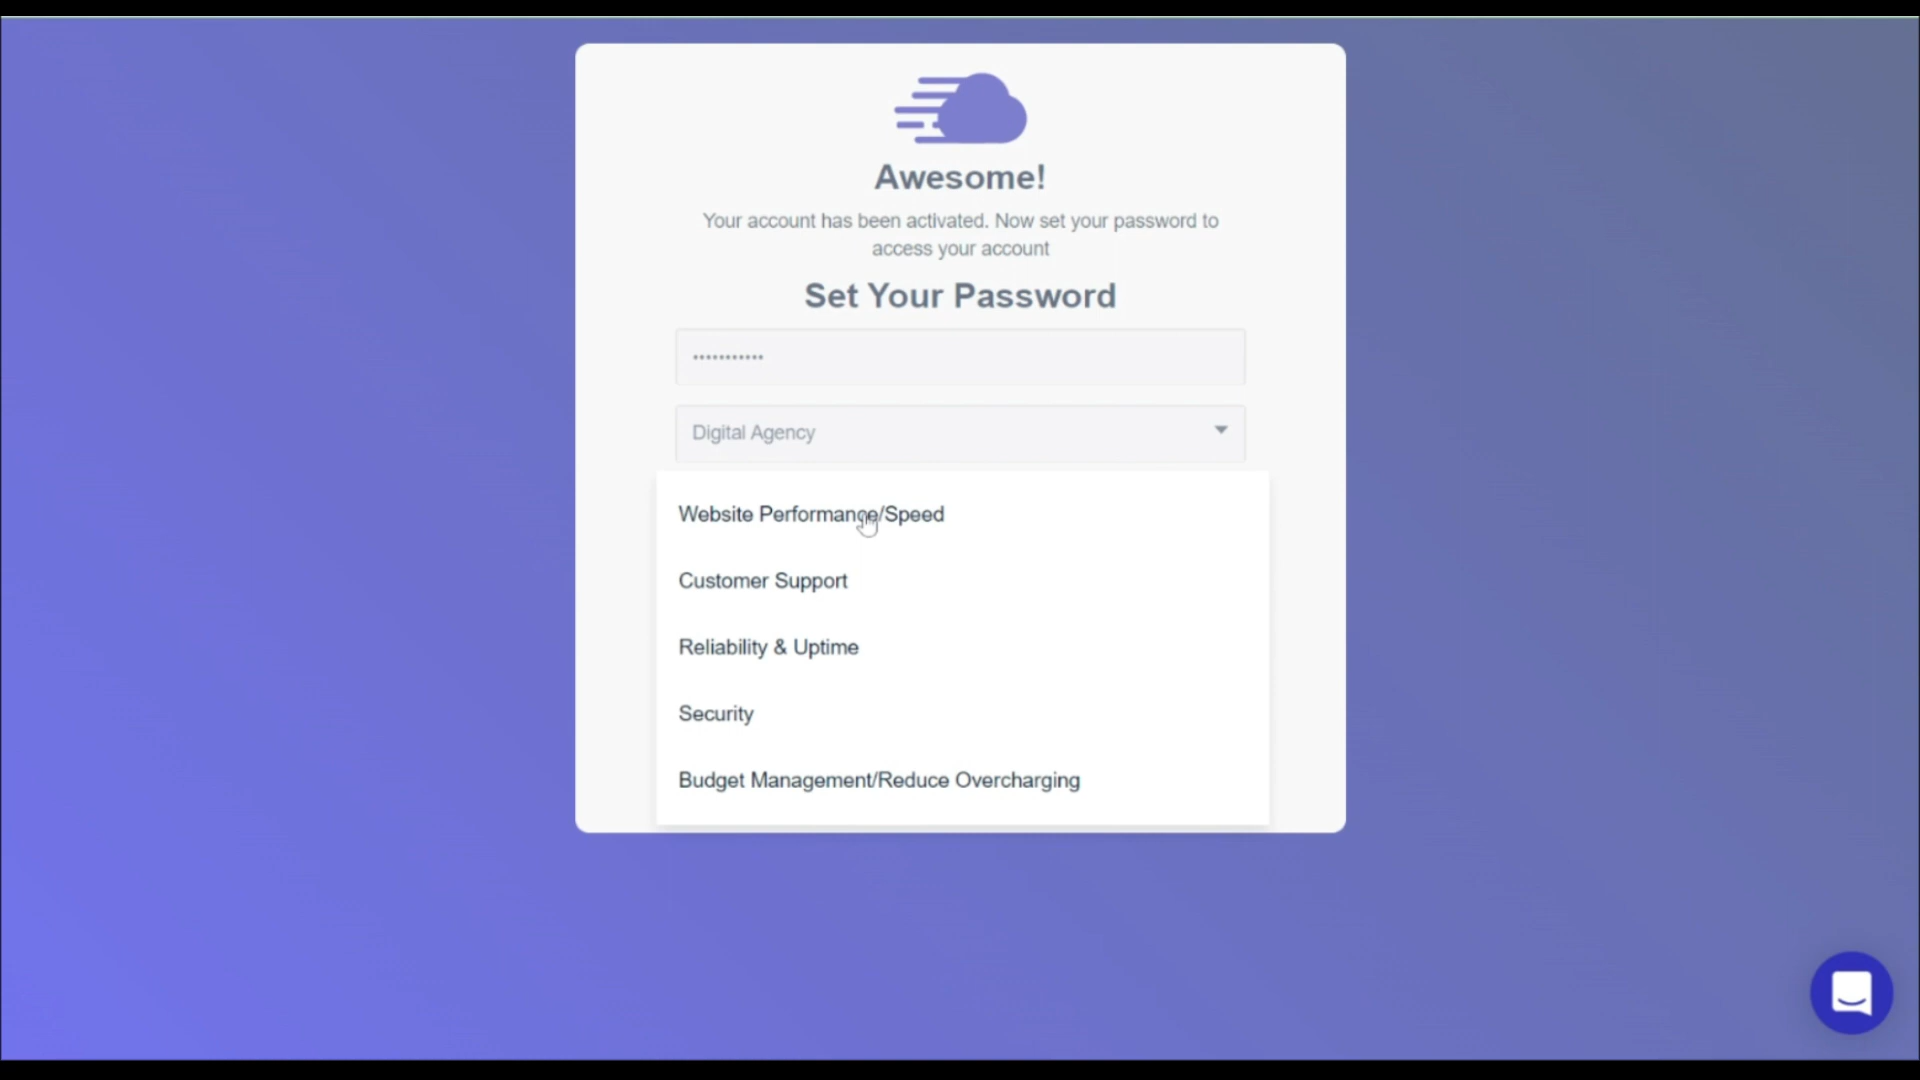 Awesome!
Your account has been activated. Now set your password to
access your account
Set Your Password
•••••••••••
Digital Agency
Website Performance/Speed
Customer Support
Reliability & Uptime
Security
Budget Management/Reduce Overcharging